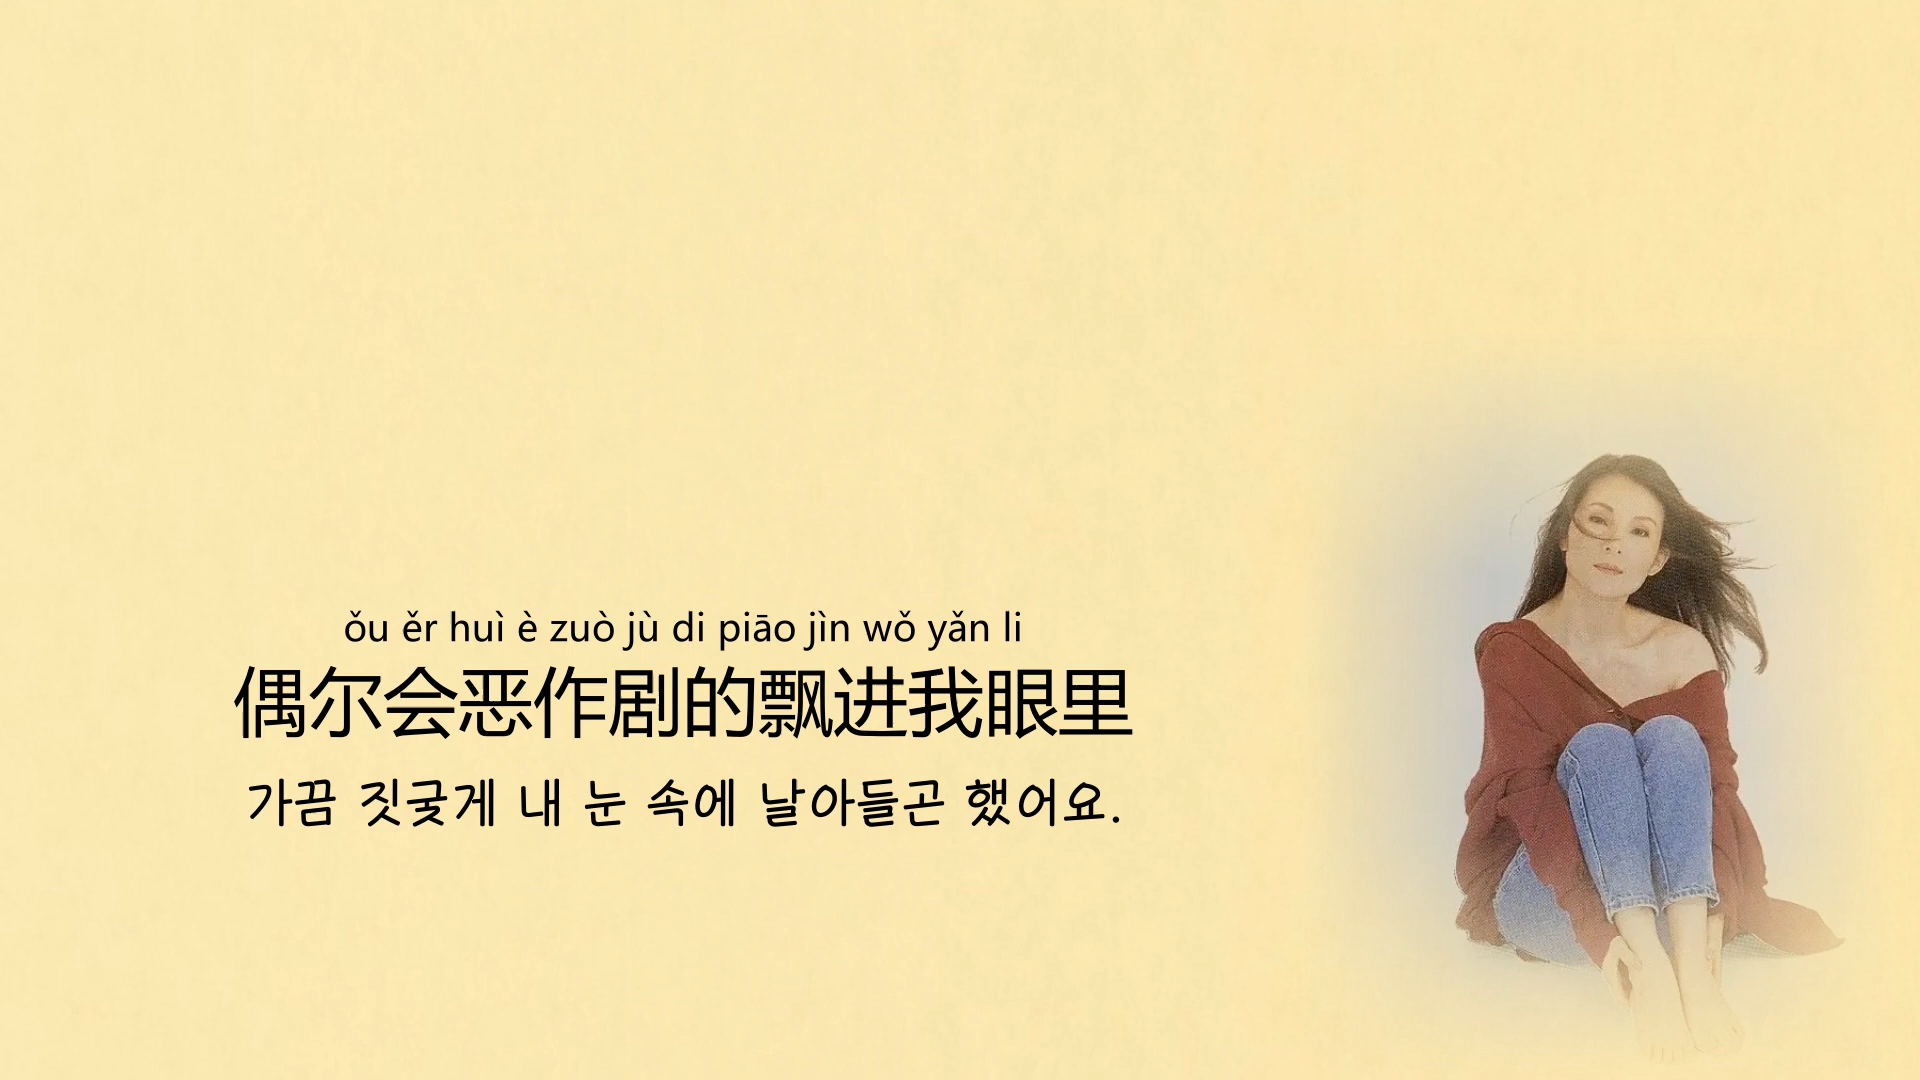 ǒu ěr huì è zuò jù di piāo jìn wǒ yǎn li
偶尔会恶作剧的飘进我眼里
가끔 짓궂게 내 눈 속에 날아들곤 했어요.